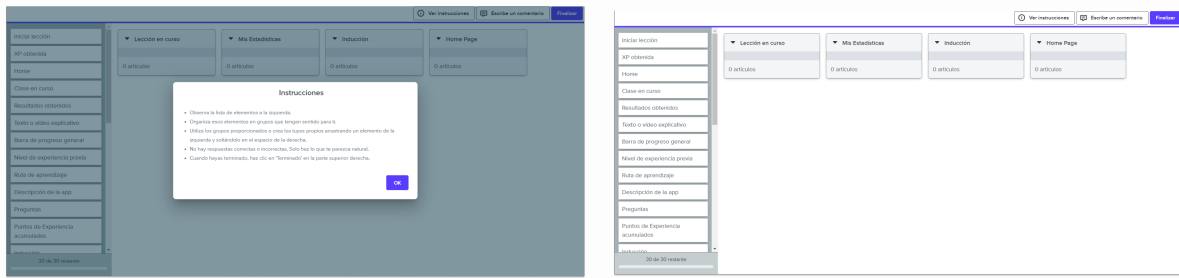 Ver instrucciones
Escribe un comentario
Finalizar
Iniciar lección
XP obtenida
Home
Clase en curso
Resultados obtenidos
Texto o video explicativo
Barra de progreso general
Nivel de experiencia previa
Ruta de aprendizaje
Descripción de la app
Preguntas
Puntos de Experiencia
acumulados
Inducción
30 de 30 restante
Lección en curso
0 artículos
Mis Estadísticas
0 artículos
Inducción
0 artículos
Home Page
0 artículos
Instrucciones
• Observa la lista de elementos a la izquierda.
• Organiza esos elementos en grupos que tengan sentido para ti.
• Utiliza los grupos proporcionados o crea los tuyos propios arrastrando un elemento de la
izquierda y soltándolo en el espacio de la derecha.
• No hay respuestas correctas o incorrectas. Solo haz lo que te parezca natural.
• Cuando hayas terminado, haz clic en "Terminado" en la parte superior derecha.
OK
Ver instrucciones
Escribe un comentario
Finalizar
Iniciar lección
XP obtenida
Home
Clase en curso
Resultados obtenidos
Texto o video explicativo
Barra de progreso general
Nivel de experiencia previa
Ruta de aprendizaje
Descripción de la app
Preguntas
Puntos de Experiencia
acumulados
Inducción
30 de 30 restante
Lección en curso
0 artículos
Mis Estadísticas
0 artículos
Inducción
0 artículos
Home Page
0 artículos